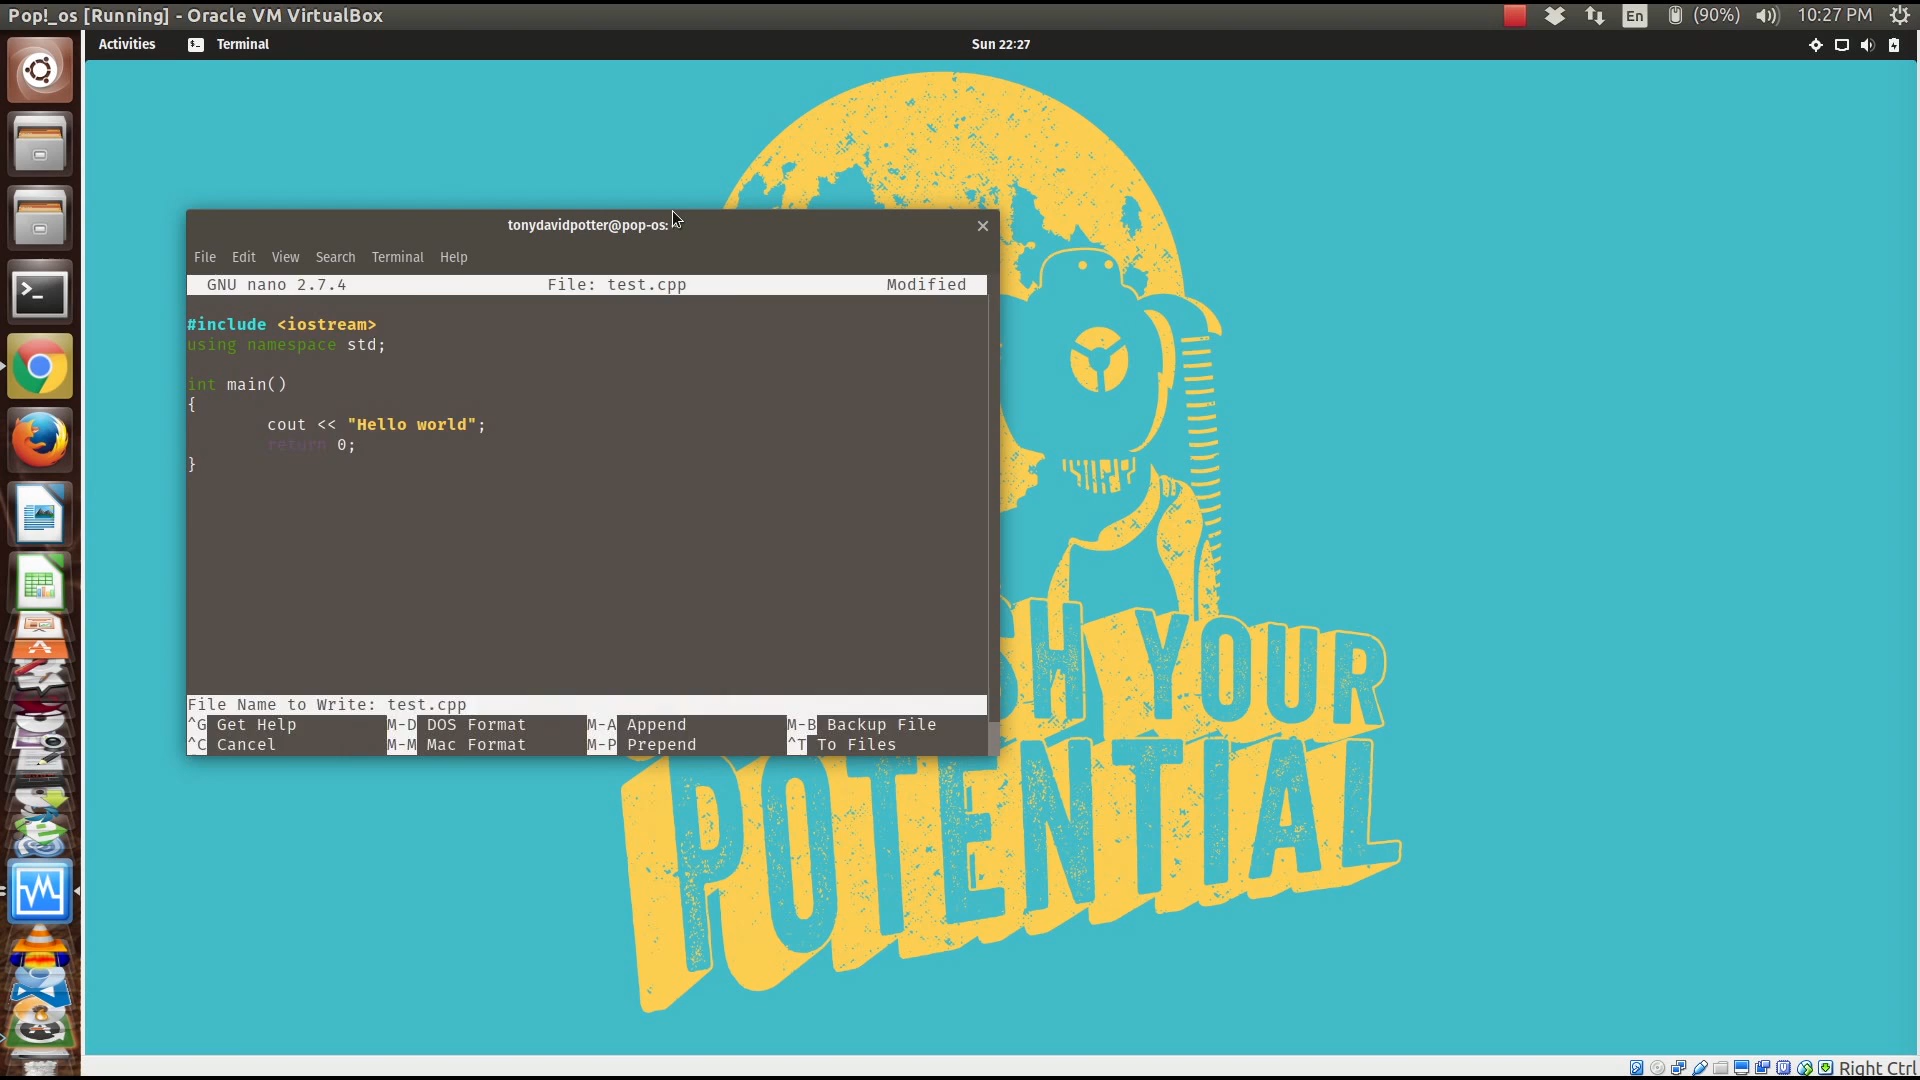 Pop!_os [Running] - Oracle VM VirtualBox
En
(90%)
10:27 PM
Activities
Terminal
Sun 22:27
tonydavidpotter@pop-os:
File Edit View Search Terminal Help
GNU nano 2.7.4 File: test.cpp Modified
#include <iostream>
using namespace std;
int main()
{
cout << "Hello world";
return 0;
}
File Name to Write: test.cpp
^G Get Help M-D DOS Format M-A Append M-B Backup File
^C Cancel M-M Mac Format M-P Prepend ^T To Files
SH YOUR
POTENTIAL
Right Ctrl